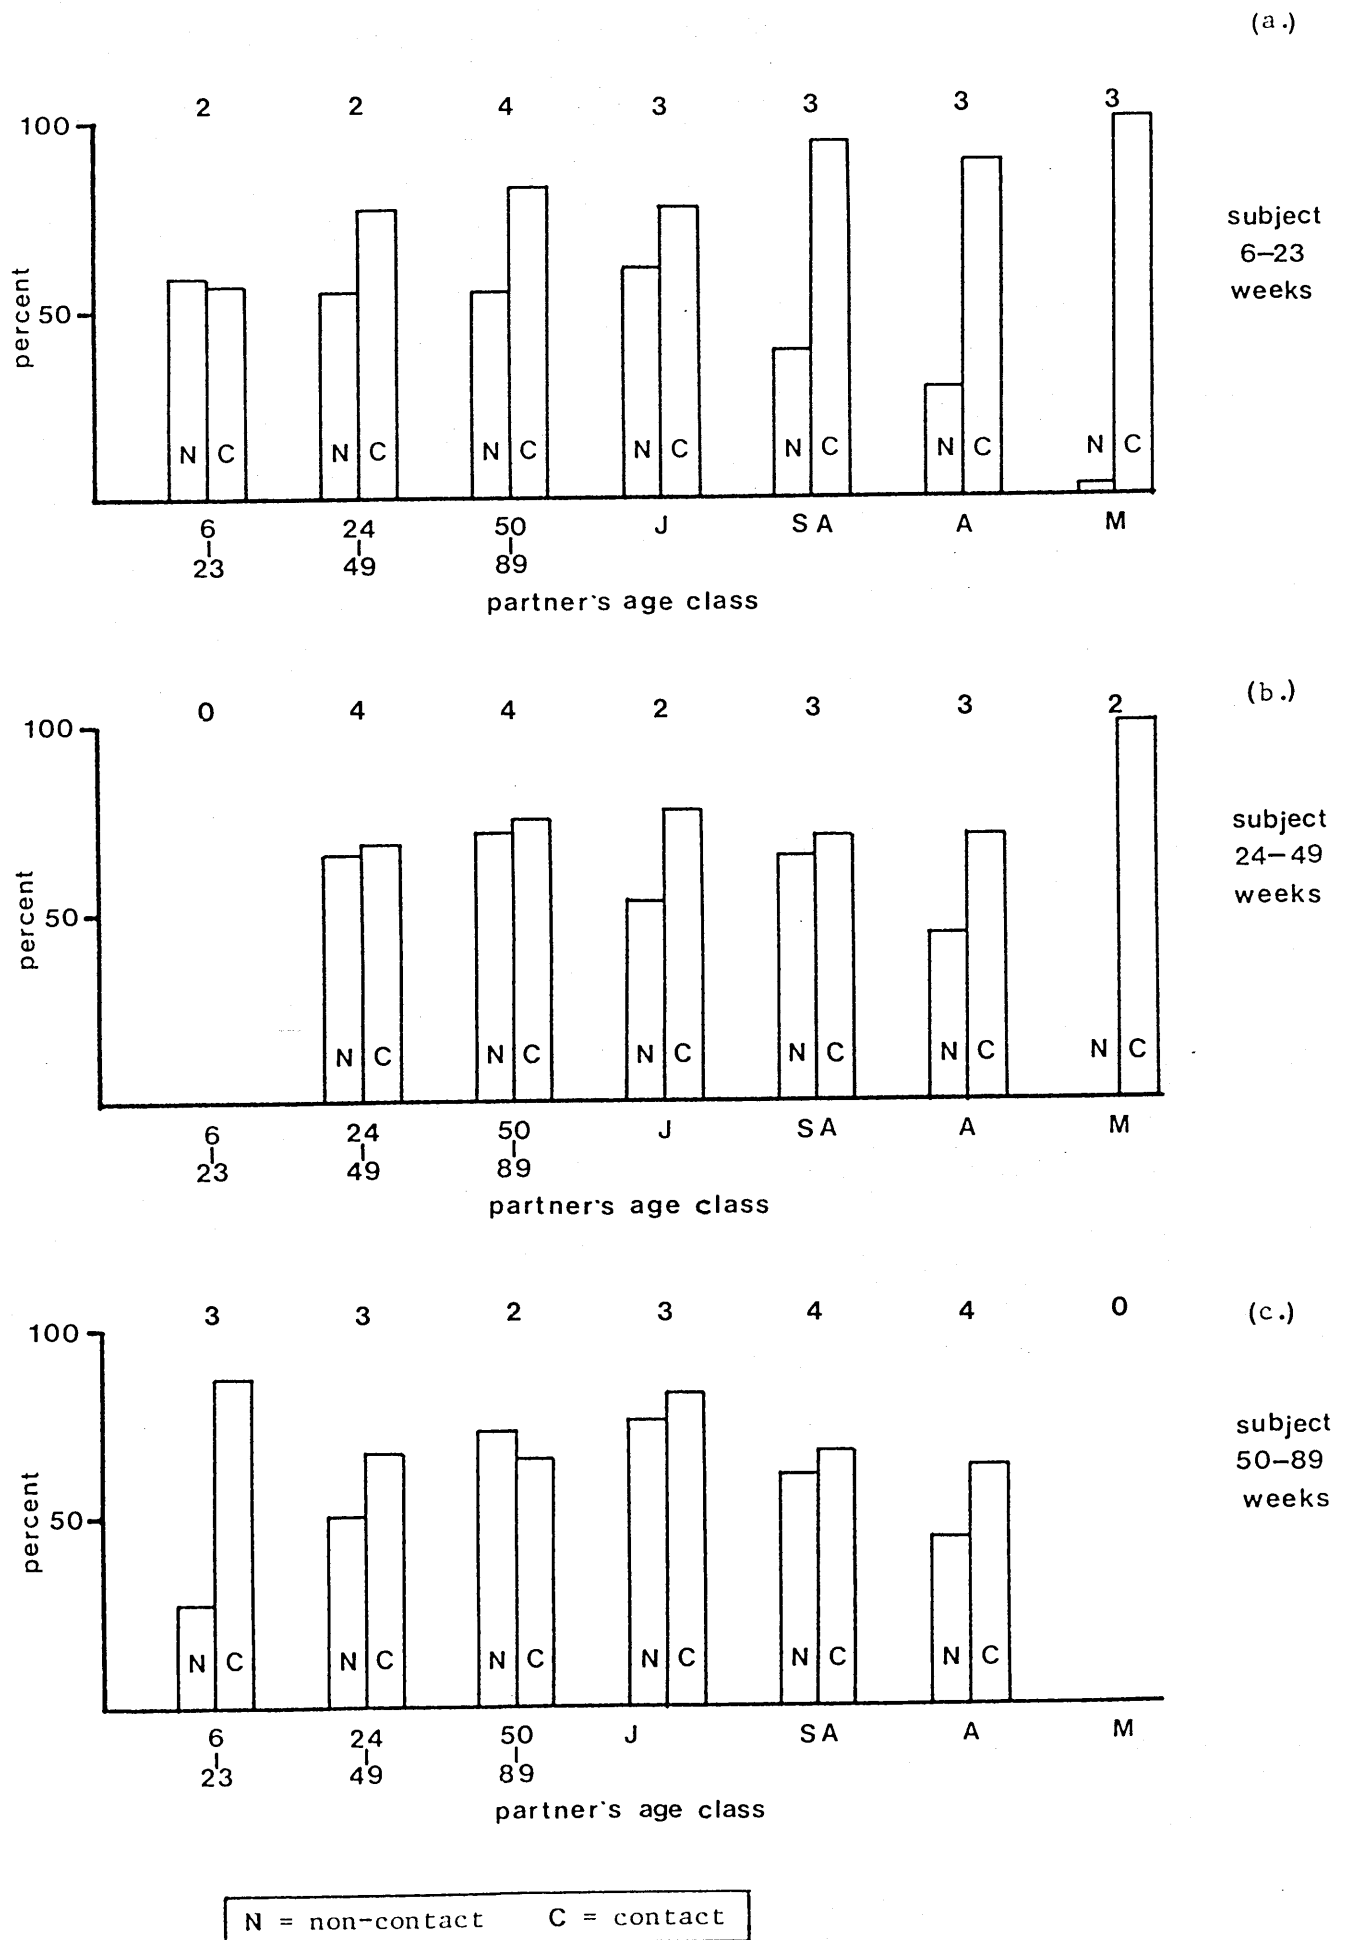 (a.)
2 2 4 3 3 3 3
100
50
percent
subject
6–23
weeks
N C N C N C N C N C N C N C
6 24 50 J SA A M
23 49 89
partner's age class
(b.)
0 4 4 2 3 3 2
100
50
percent
subject
24–49
weeks
N C N C N C N C N C N C
6 24 50 J SA A M
23 49 89
partner's age class
(c.)
3 3 2 3 4 4 0
100
50
percent
subject
50–89
weeks
N C N C N C N C N C N C
6 24 50 J SA A M
23 49 89
partner's age class
N = non-contact C = contact